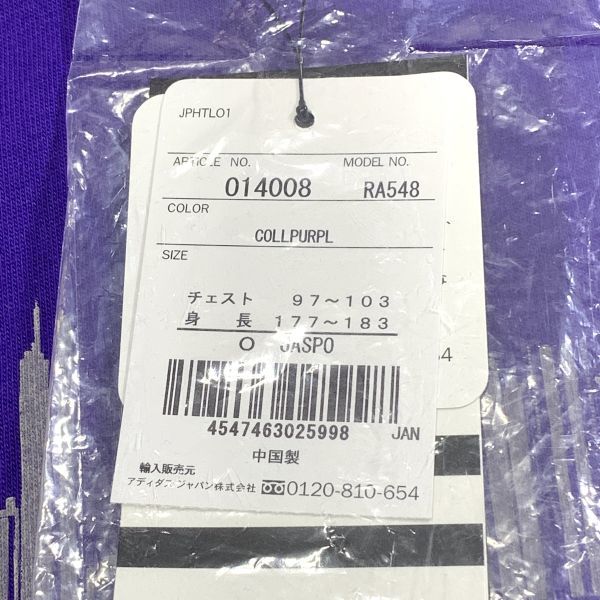 JPHTL01
ARTICLE NO. MODEL NO.
014008 RA548
COLOR
COLLPURPL
SIZE
チェスト 97～103
身 長 177～183
O JASPO
4547463025998 JAN
中国製
輸入販売元
アディダス ジャパン株式会社 0120-810-654